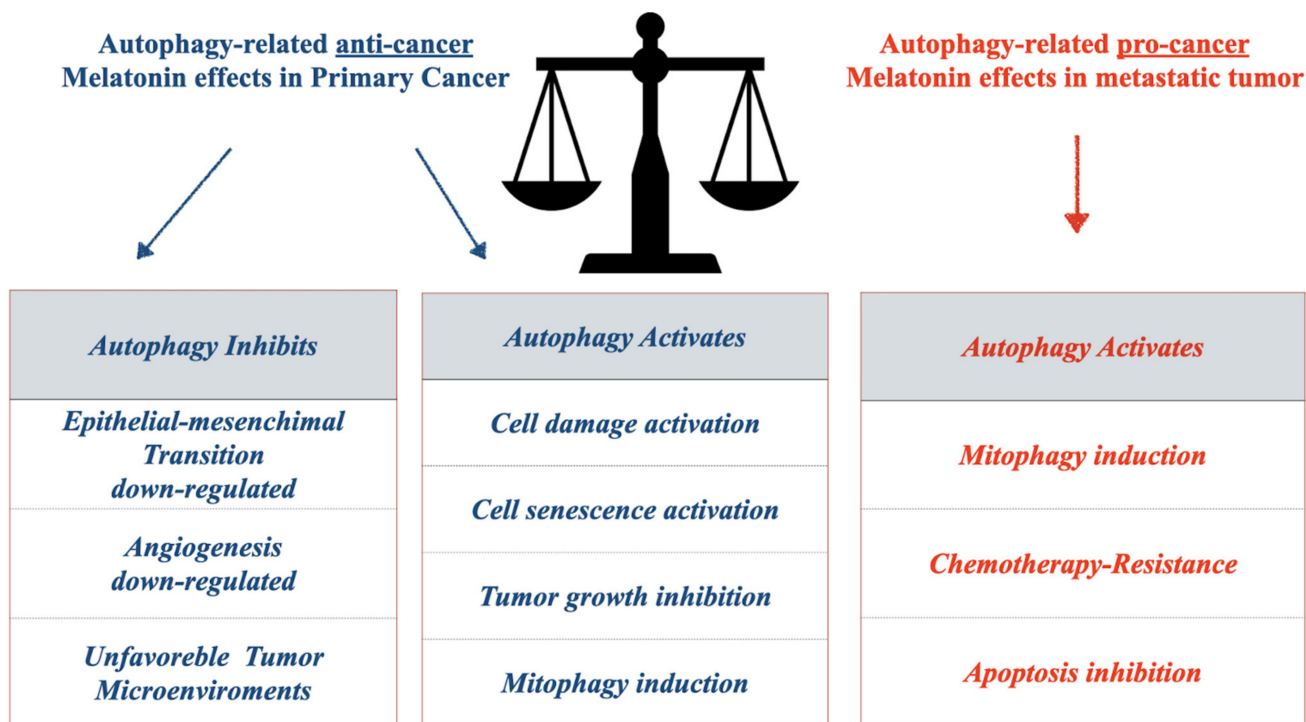 Autophagy-related anti-cancer
Melatonin effects in Primary Cancer
Autophagy-related pro-cancer
Melatonin effects in metastatic tumor
Autophagy Inhibits
Epithelial-mesenchimal
Transition
down-regulated
Angiogenesis
down-regulated
Unfavoreble Tumor
Microenviroments
Autophagy Activates
Cell damage activation
Cell senescence activation
Tumor growth inhibition
Mitophagy induction
Autophagy Activates
Mitophagy induction
Chemotherapy-Resistance
Apoptosis inhibition